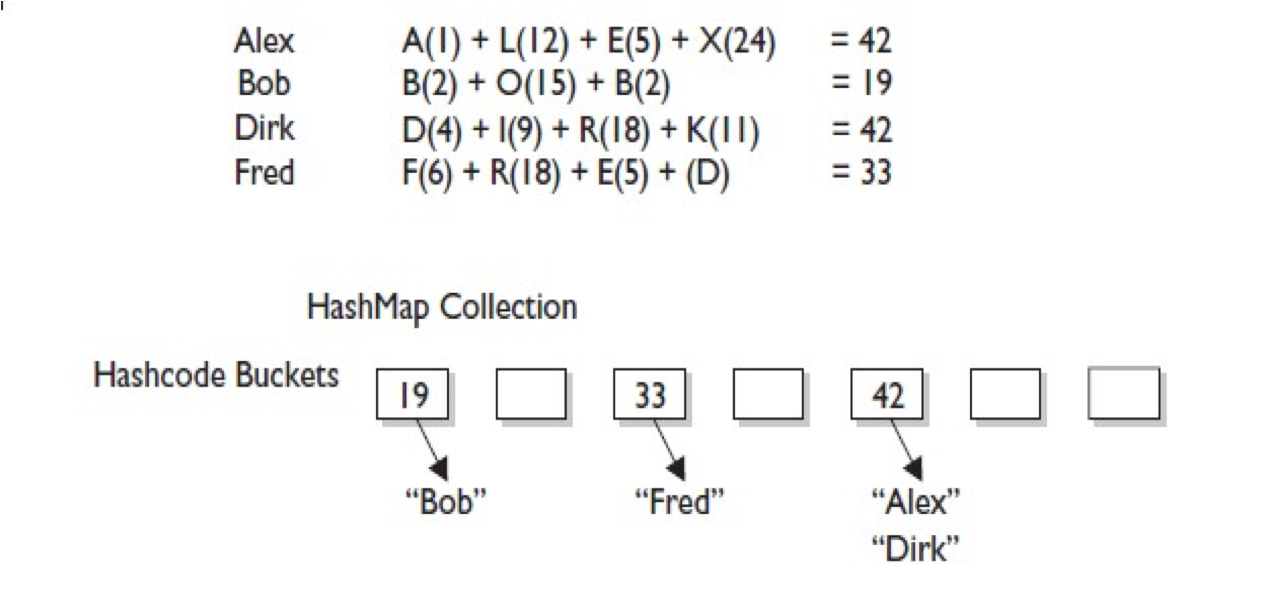 Alex A(1) + L(12) + E(5) + X(24) = 42
Bob B(2) + O(15) + B(2) = 19
Dirk D(4) + I(9) + R(18) + K(11) = 42
Fred F(6) + R(18) + E(5) + (D) = 33
HashMap Collection
Hashcode Buckets 19 33 42
“Bob” “Fred” “Alex”
“Dirk”